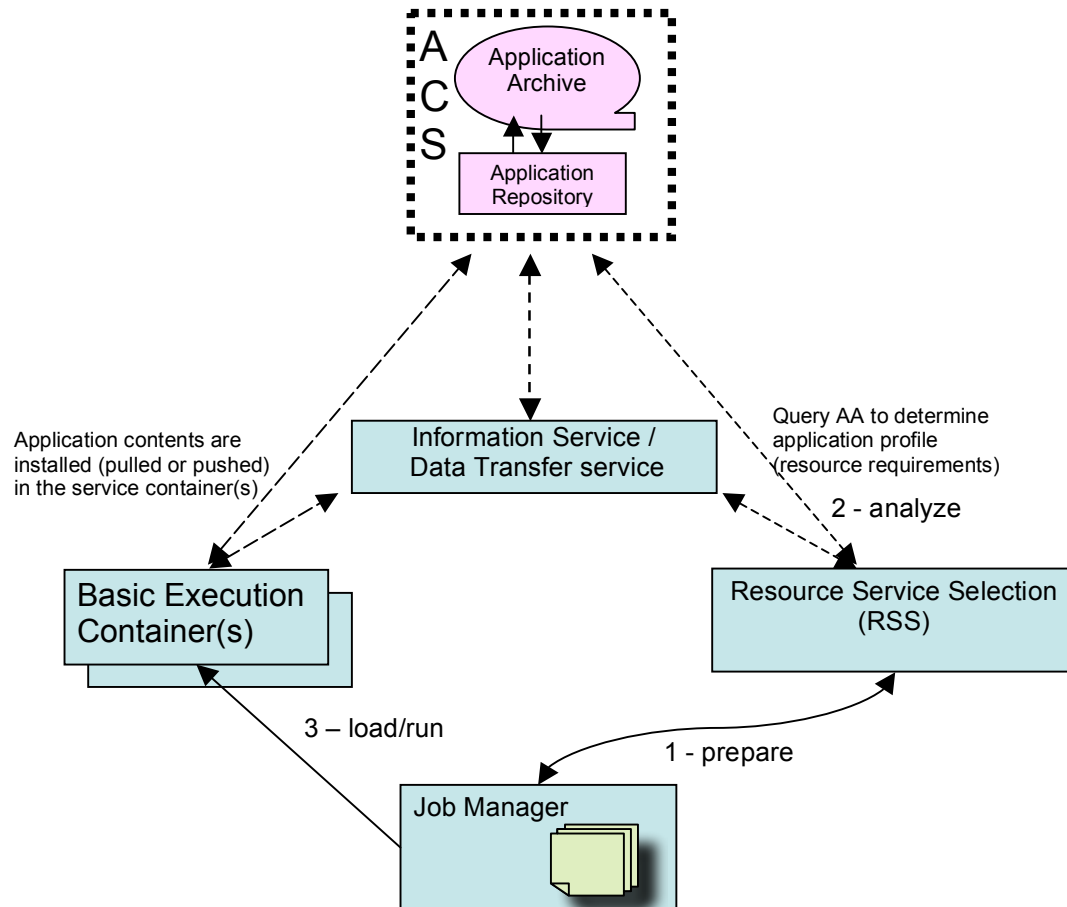 A
C
S
Application
Archive
Application
Repository
Application contents are
installed (pulled or pushed)
in the service container(s)
Information Service /
Data Transfer service
Query AA to determine
application profile
(resource requirements)
2 - analyze
Basic Execution
Container(s)
Resource Service Selection
(RSS)
3 – load/run
1 - prepare
Job Manager